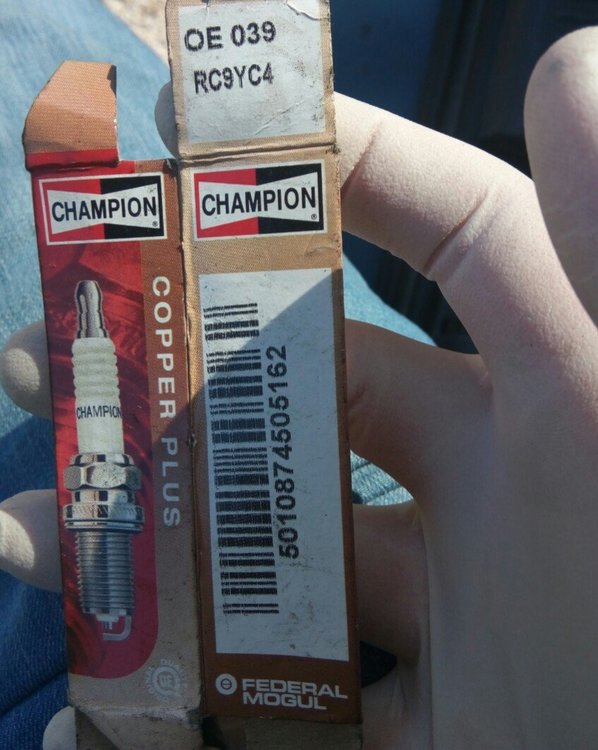 OE 039
RC9YC4
CHAMPION
®
CHAMPION
®
COPPER PLUS
CHAMPION
5010874505162
FEDERAL
MOGUL